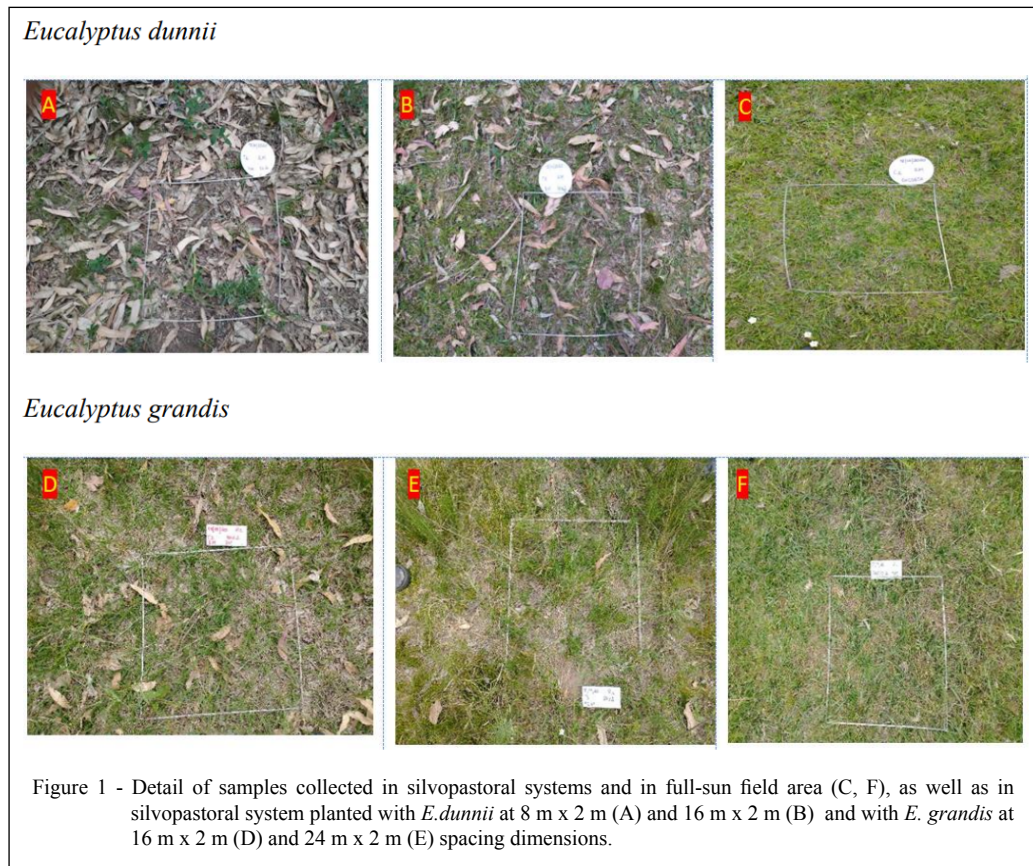 Eucalyptus dunnii
A
B
C
Eucalyptus grandis
D
E
F
Figure 1 - Detail of samples collected in silvopastoral systems and in full-sun field area (C, F), as well as in
silvopastoral system planted with E.dunnii at 8 m x 2 m (A) and 16 m x 2 m (B) and with E. grandis at
16 m x 2 m (D) and 24 m x 2 m (E) spacing dimensions.